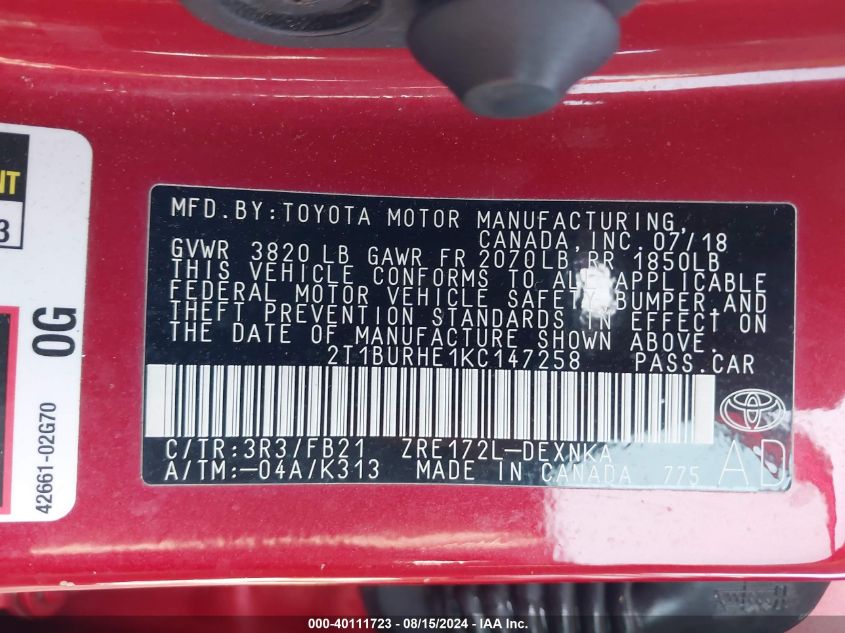 NT
3
0G
42661-02G70
MFD.BY:TOYOTA MOTOR MANUFACTURING,
CANADA,INC. 07/18
GVWR 3820 LB GAWR FR 2070LB RR 1850LB
THIS VEHICLE CONFORMS TO ALL APPLICABLE
FEDERAL MOTOR VEHICLE SAFETY, BUMPER,AND
THEFT PREVENTION STANDARDS IN EFFECT ON
THE DATE OF MANUFACTURE SHOWN ABOVE.
2T1BURHE1KC147258 PASS.CAR
C/TR:3R3/FB21 ZRE172L-DEXNKA
A/TM:-04A/K313 MADE IN CANADA 775
AD
000-40111723 - 08/15/2024 - IAA Inc.